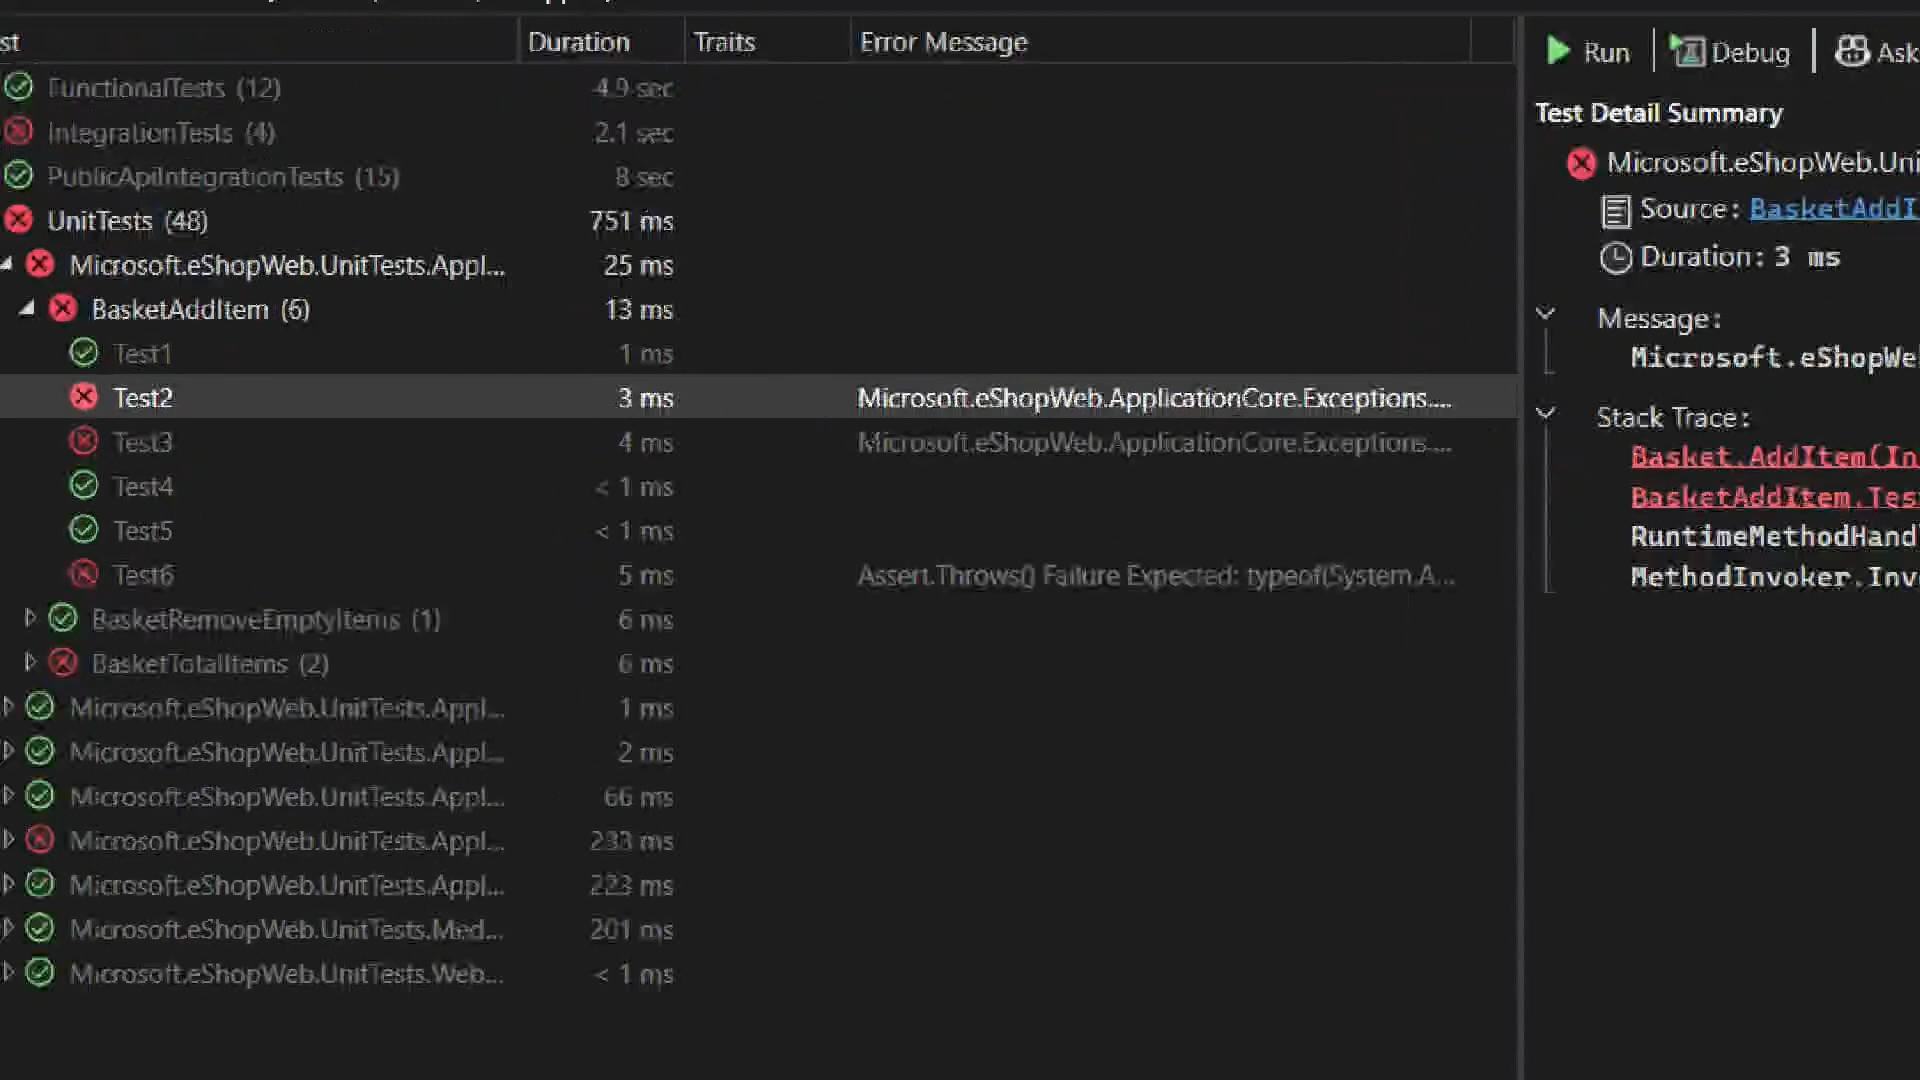 st Duration Traits Error Message
FunctionalTests (12) 4.9 sec
IntegrationTests (4) 2.1 sec
PublicApiIntegrationTests (15) 8 sec
UnitTests (48) 751 ms
Microsoft.eShopWeb.UnitTests.Appl... 25 ms
BasketAddItem (6) 13 ms
Test1 1 ms
Test2 3 ms Microsoft.eShopWeb.ApplicationCore.Exceptions....
Test3 4 ms Microsoft.eShopWeb.ApplicationCore.Exceptions....
Test4 < 1 ms
Test5 < 1 ms
Test6 5 ms Assert.Throws() Failure Expected: typeof(System.A...
BasketRemoveEmptyItems (1) 6 ms
BasketTotalItems (2) 6 ms
Microsoft.eShopWeb.UnitTests.Appl... 1 ms
Microsoft.eShopWeb.UnitTests.Appl... 2 ms
Microsoft.eShopWeb.UnitTests.Appl... 66 ms
Microsoft.eShopWeb.UnitTests.Appl... 233 ms
Microsoft.eShopWeb.UnitTests.Appl... 223 ms
Microsoft.eShopWeb.UnitTests.Med... 201 ms
Microsoft.eShopWeb.UnitTests.Web... < 1 ms
Run Debug Ask
Test Detail Summary
Microsoft.eShopWeb.Uni
Source: BasketAddI
Duration: 3 ms
Message:
Microsoft.eShopWe
Stack Trace:
Basket.AddItem(In
BasketAddItem.Tes
RuntimeMethodHand
MethodInvoker.Inv